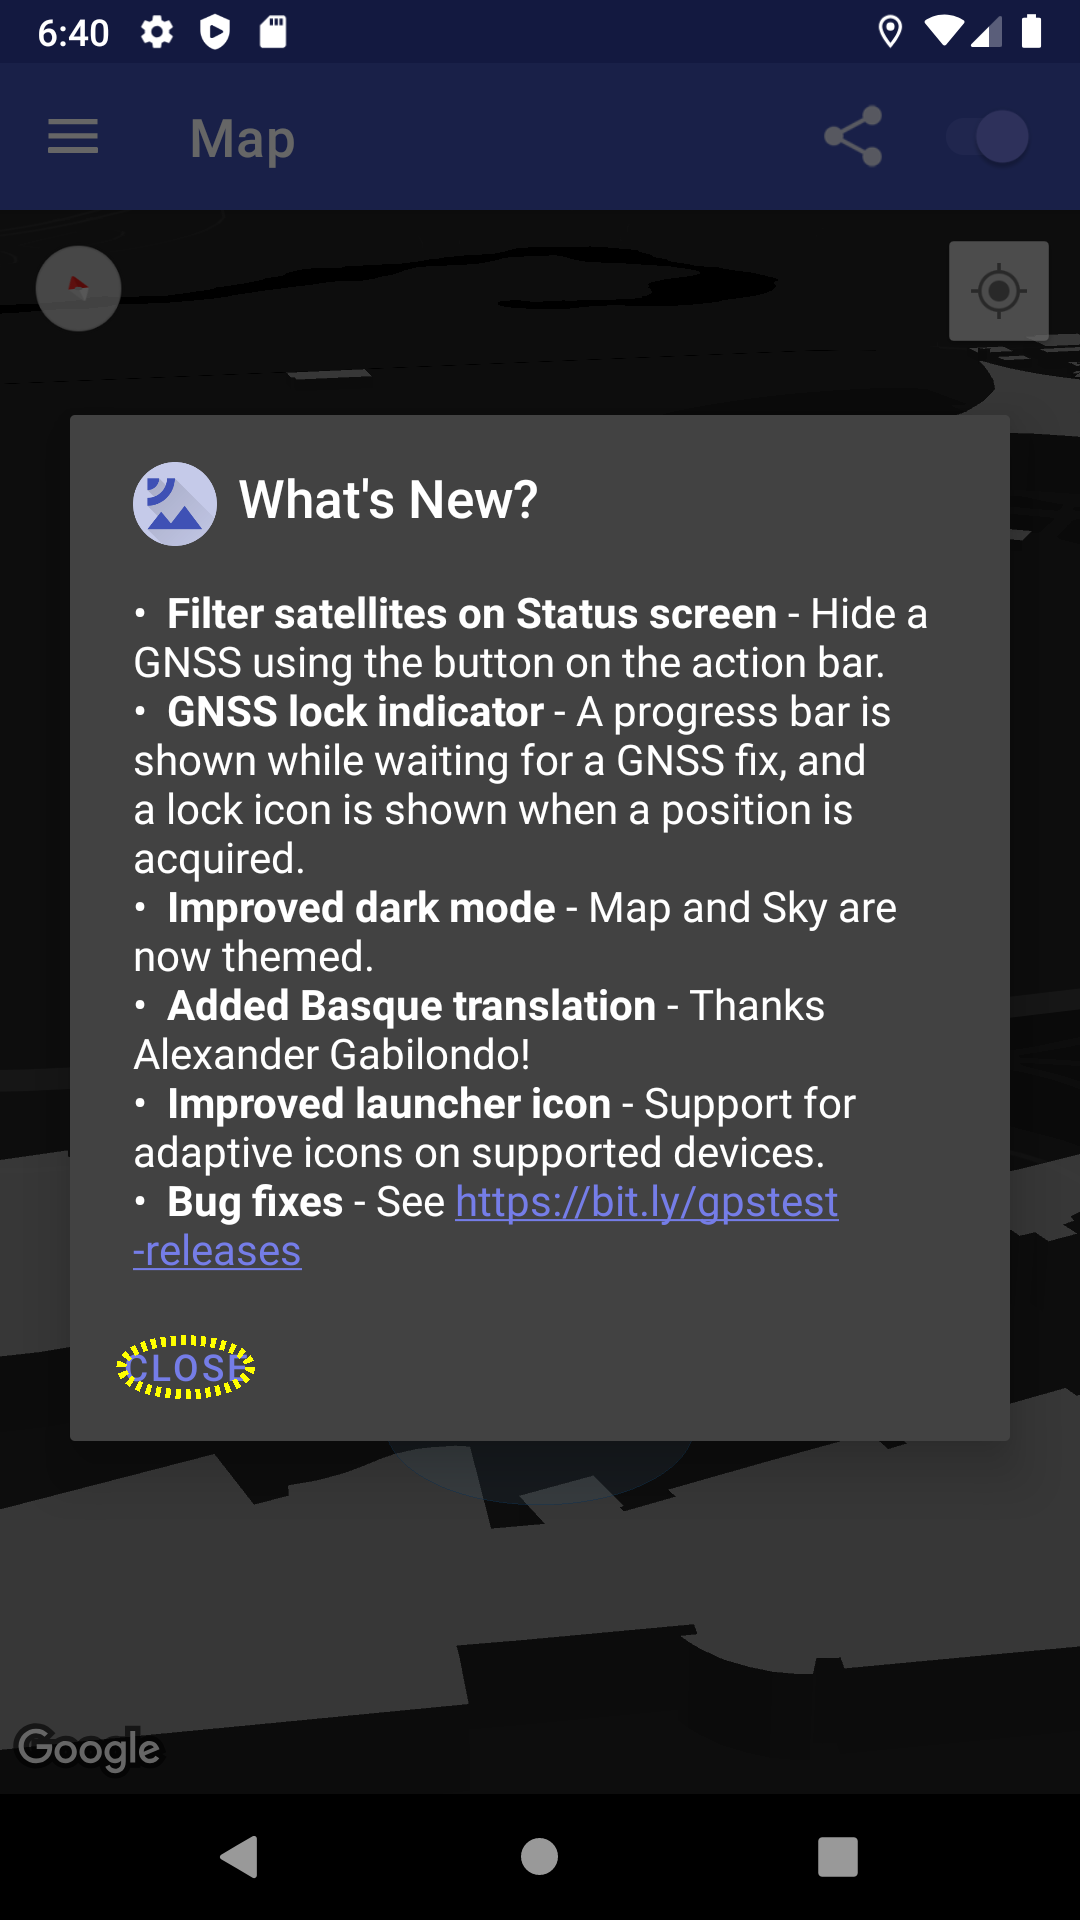 6:40
Map
What's New?
• Filter satellites on Status screen - Hide a
GNSS using the button on the action bar.
• GNSS lock indicator - A progress bar is
shown while waiting for a GNSS fix, and
a lock icon is shown when a position is
acquired.
• Improved dark mode - Map and Sky are
now themed.
• Added Basque translation - Thanks
Alexander Gabilondo!
• Improved launcher icon - Support for
adaptive icons on supported devices.
• Bug fixes - See https://bit.ly/gpstest
-releases
CLOSE
Google